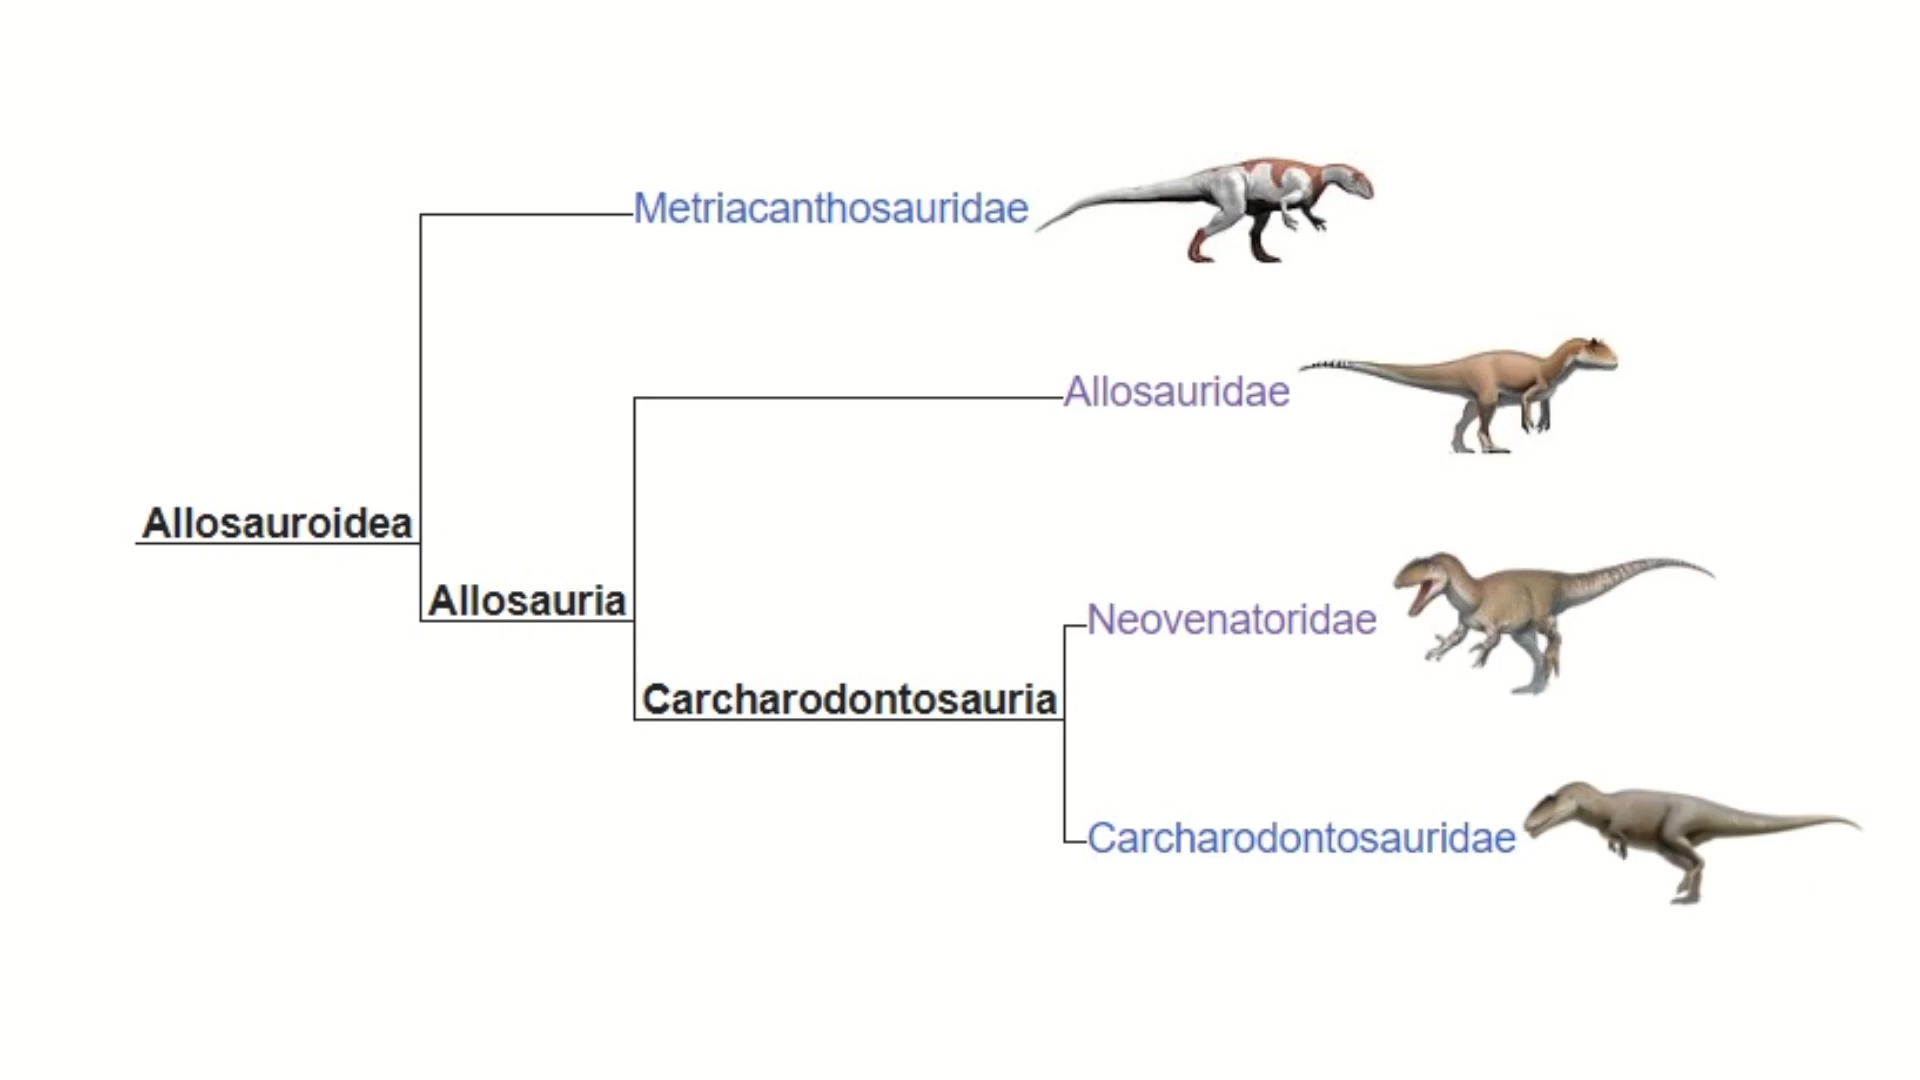 Metriacanthosauridae
Allosauridae
Allosauroidea
Allosauria
Neovenatoridae
Carcharodontosauria
Carcharodontosauridae